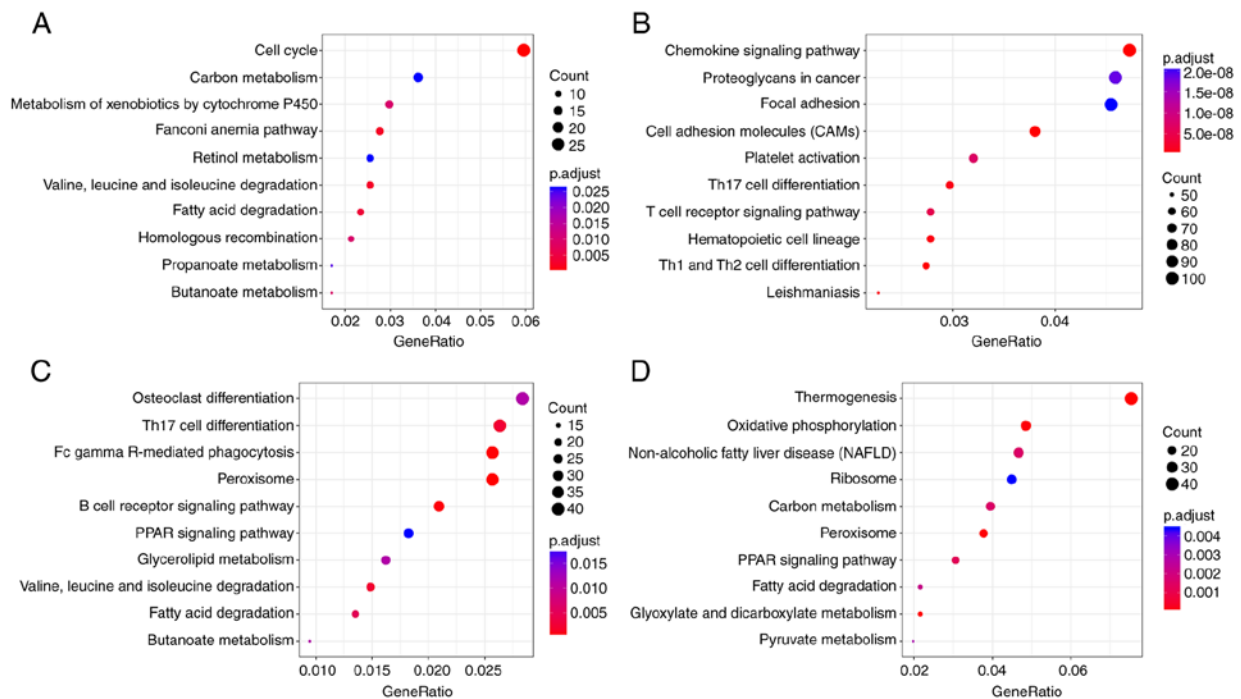 A
Cell cycle
Carbon metabolism
Metabolism of xenobiotics by cytochrome P450
Fanconi anemia pathway
Retinol metabolism
Valine, leucine and isoleucine degradation
Fatty acid degradation
Homologous recombination
Propanoate metabolism
Butanoate metabolism
0.02 0.03 0.04 0.05 0.06
GeneRatio
Count
10
15
20
25
p.adjust
0.025
0.020
0.015
0.010
0.005
B
Chemokine signaling pathway
Proteoglycans in cancer
Focal adhesion
Cell adhesion molecules (CAMs)
Platelet activation
Th17 cell differentiation
T cell receptor signaling pathway
Hematopoietic cell lineage
Th1 and Th2 cell differentiation
Leishmaniasis
0.03 0.04
GeneRatio
p.adjust
2.0e-08
1.5e-08
1.0e-08
5.0e-08
Count
50
60
70
80
90
100
C
Osteoclast differentiation
Th17 cell differentiation
Fc gamma R-mediated phagocytosis
Peroxisome
B cell receptor signaling pathway
PPAR signaling pathway
Glycerolipid metabolism
Valine, leucine and isoleucine degradation
Fatty acid degradation
Butanoate metabolism
0.010 0.015 0.020 0.025
GeneRatio
Count
15
20
25
30
35
40
p.adjust
0.015
0.010
0.005
D
Thermogenesis
Oxidative phosphorylation
Non-alcoholic fatty liver disease (NAFLD)
Ribosome
Carbon metabolism
Peroxisome
PPAR signaling pathway
Fatty acid degradation
Glyoxylate and dicarboxylate metabolism
Pyruvate metabolism
0.02 0.04 0.06
GeneRatio
Count
20
30
40
p.adjust
0.004
0.003
0.002
0.001